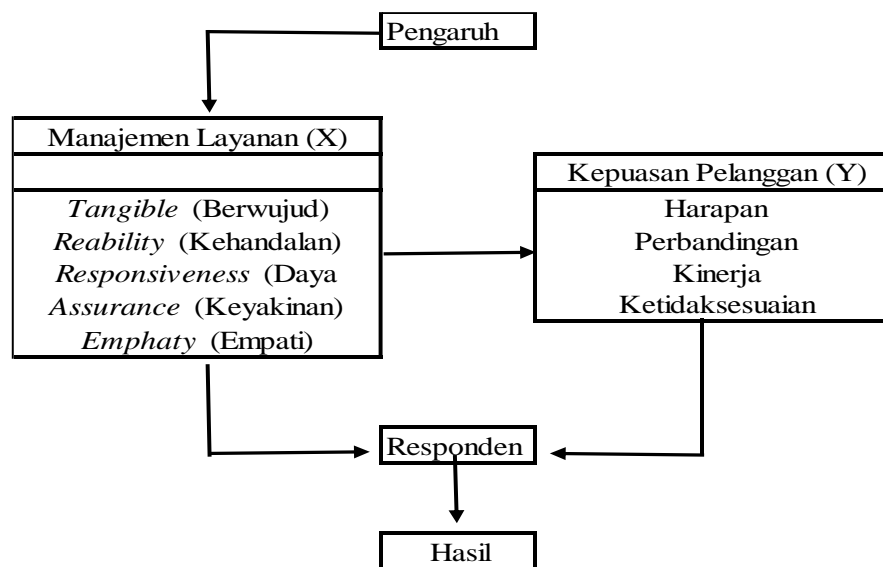 Pengaruh
Manajemen Layanan (X)
Tangible (Berwujud)
Reability (Kehandalan)
Responsiveness (Daya
Assurance (Keyakinan)
Emphaty (Empati)
Kepuasan Pelanggan (Y)
Harapan
Perbandingan
Kinerja
Ketidaksesuaian
Responden
Hasil